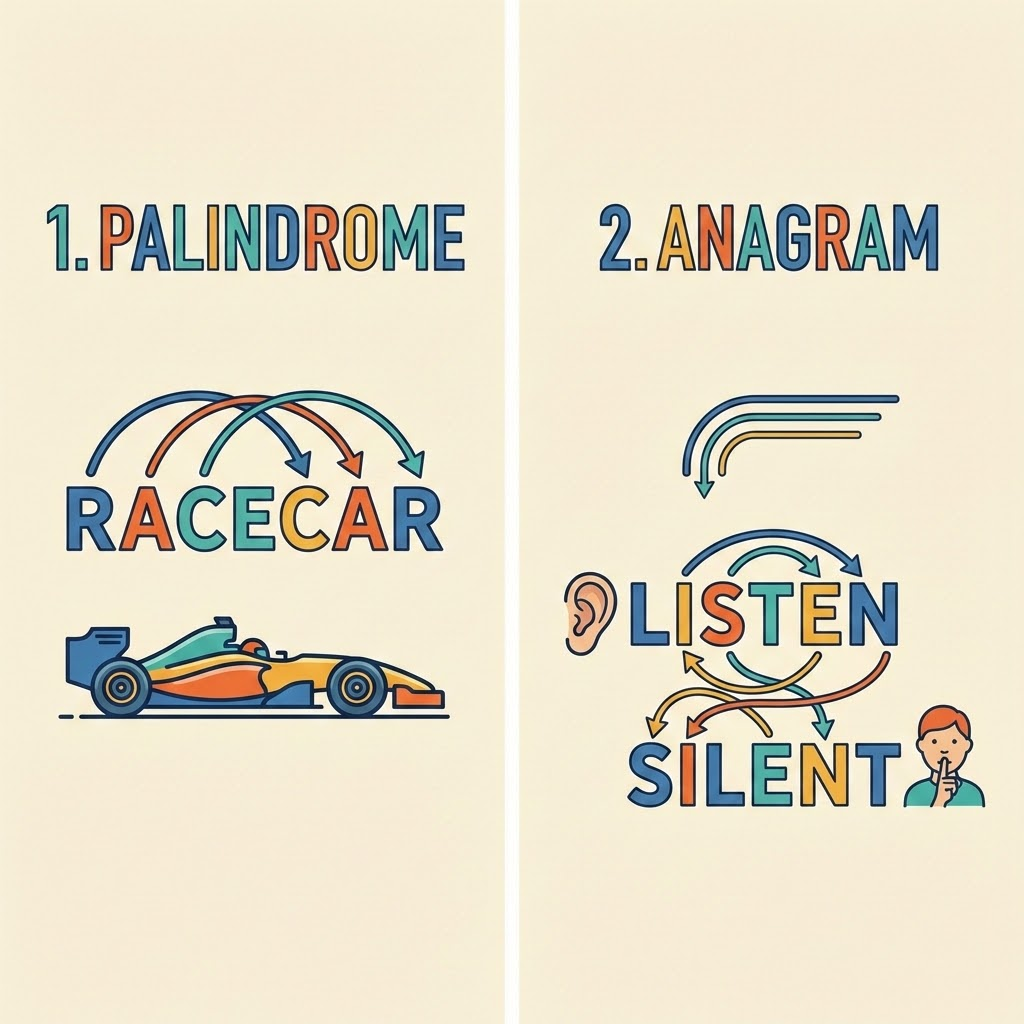 1. PALINDROME
RACECAR
2. ANAGRAM
LISTEN
SILENT